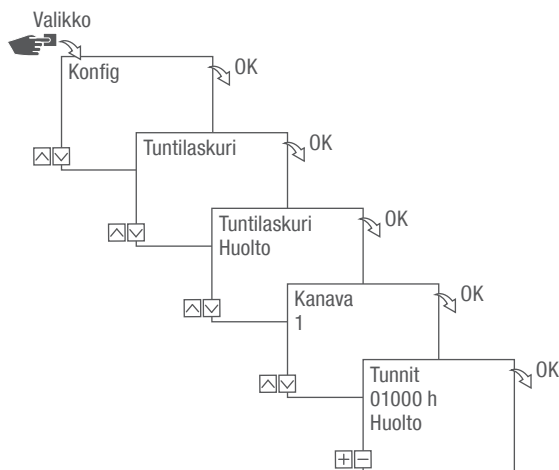 Valikko
Konfig
OK
Tuntilaskuri
OK
Tuntilaskuri
Huolto
OK
Kanava
1
OK
Tunnit
01000 h
Huolto
OK
+ −